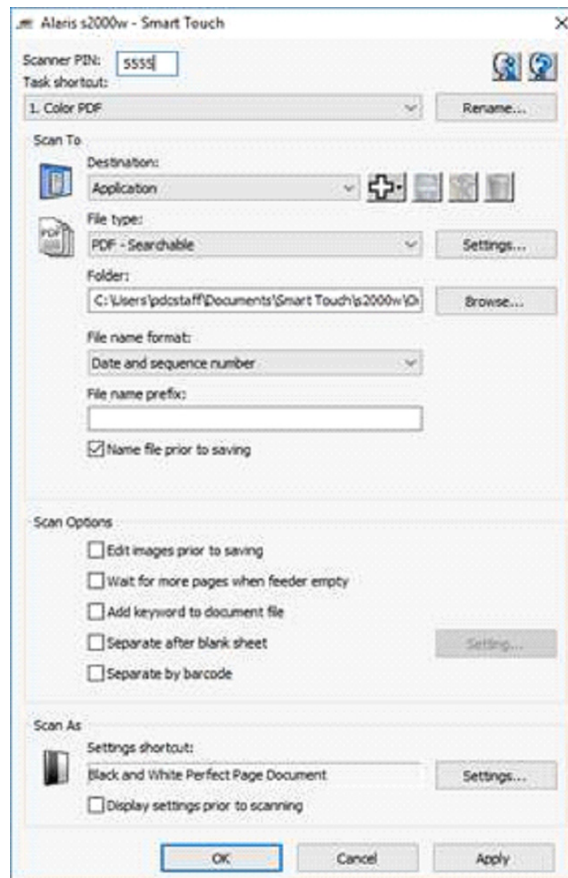 Alaris s2000w - Smart Touch
Scanner PIN: 5555
Task shortcut:
1. Color PDF
Rename...
Scan To
Destination:
Application
File type:
PDF - Searchable
Settings...
Folder:
C:\Users\pdcstaff\Documents\Smart Touch\s2000w\
Browse...
File name format:
Date and sequence number
File name prefix:
Name file prior to saving
Scan Options
Edit images prior to saving
Wait for more pages when feeder empty
Add keyword to document file
Separate after blank sheet
Setting...
Separate by barcode
Scan As
Settings shortcut:
Black and White Perfect Page Document
Settings...
Display settings prior to scanning
OK Cancel Apply